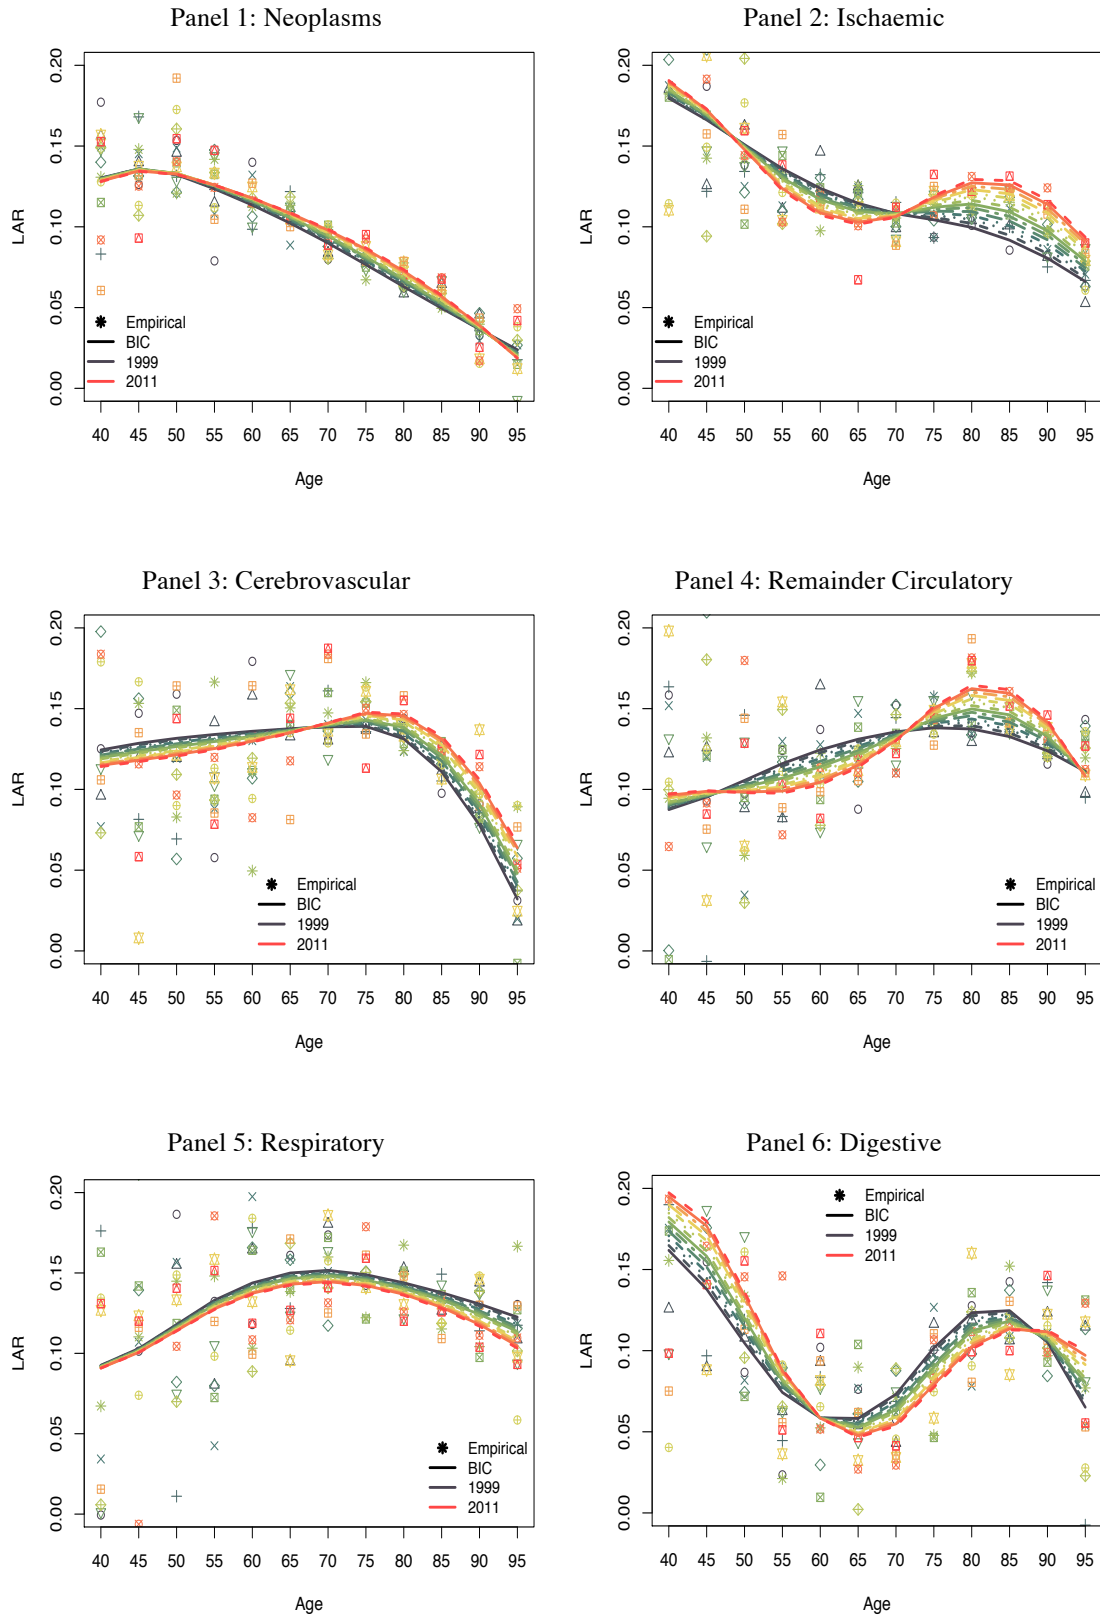 Panel 1: Neoplasms
0.20
0.15
0.10
0.05
0.00
LAR
Empirical
BIC
1999
2011
40 45 50 55 60 65 70 75 80 85 90 95
Age
Panel 2: Ischaemic
0.20
0.15
0.10
0.05
0.00
LAR
Empirical
BIC
1999
2011
40 45 50 55 60 65 70 75 80 85 90 95
Age
Panel 3: Cerebrovascular
0.20
0.15
0.10
0.05
0.00
LAR
Empirical
BIC
1999
2011
40 45 50 55 60 65 70 75 80 85 90 95
Age
Panel 4: Remainder Circulatory
0.20
0.15
0.10
0.05
0.00
LAR
Empirical
BIC
1999
2011
40 45 50 55 60 65 70 75 80 85 90 95
Age
Panel 5: Respiratory
0.20
0.15
0.10
0.05
0.00
LAR
Empirical
BIC
1999
2011
40 45 50 55 60 65 70 75 80 85 90 95
Age
Panel 6: Digestive
0.20
0.15
0.10
0.05
0.00
LAR
Empirical
BIC
1999
2011
40 45 50 55 60 65 70 75 80 85 90 95
Age